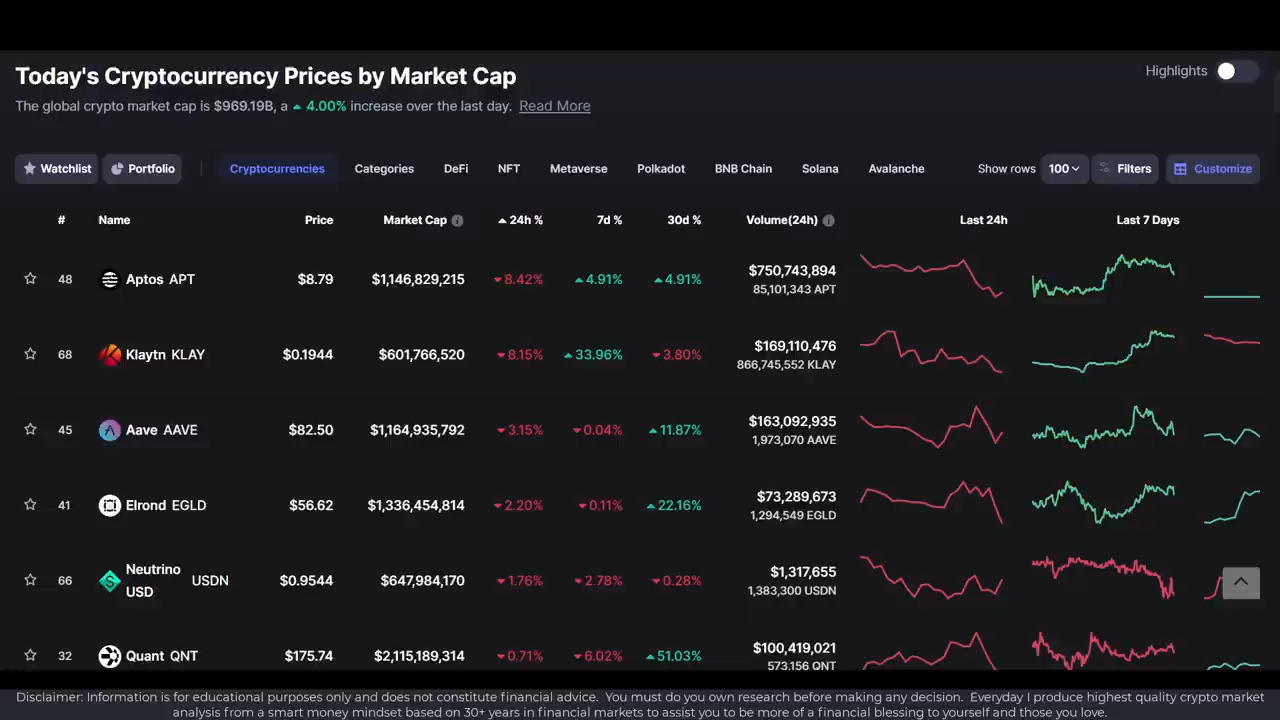 Today's Cryptocurrency Prices by Market Cap
Highlights
The global crypto market cap is $969.19B, a 4.00% increase over the last day. Read More
Watchlist Portfolio Cryptocurrencies Categories DeFi NFT Metaverse Polkadot BNB Chain Solana Avalanche Show rows 100 Filters Customize
# Name Price Market Cap 24h % 7d % 30d % Volume(24h) Last 24h Last 7 Days
48 Aptos APT $8.79 $1,146,829,215 8.42% 4.91% 4.91% $750,743,894
85,101,343 APT
68 Klaytn KLAY $0.1944 $601,766,520 8.15% 33.96% 3.80% $169,110,476
866,745,552 KLAY
45 Aave AAVE $82.50 $1,164,935,792 3.15% 0.04% 11.87% $163,092,935
1,973,070 AAVE
41 Elrond EGLD $56.62 $1,336,454,814 2.20% 0.11% 22.16% $73,289,673
1,294,549 EGLD
66 Neutrino USD USDN $0.9544 $647,984,170 1.76% 2.78% 0.28% $1,317,655
1,383,300 USDN
32 Quant QNT $175.74 $2,115,189,314 0.71% 6.02% 51.03% $100,419,021
573,156 QNT
Disclaimer: Information is for educational purposes only and does not constitute financial advice. You must do you own research before making any decision. Everyday I produce highest quality crypto market
analysis from a smart money mindset based on 30+ years in financial markets to assist you to be more of a financial blessing to yourself and those you love.